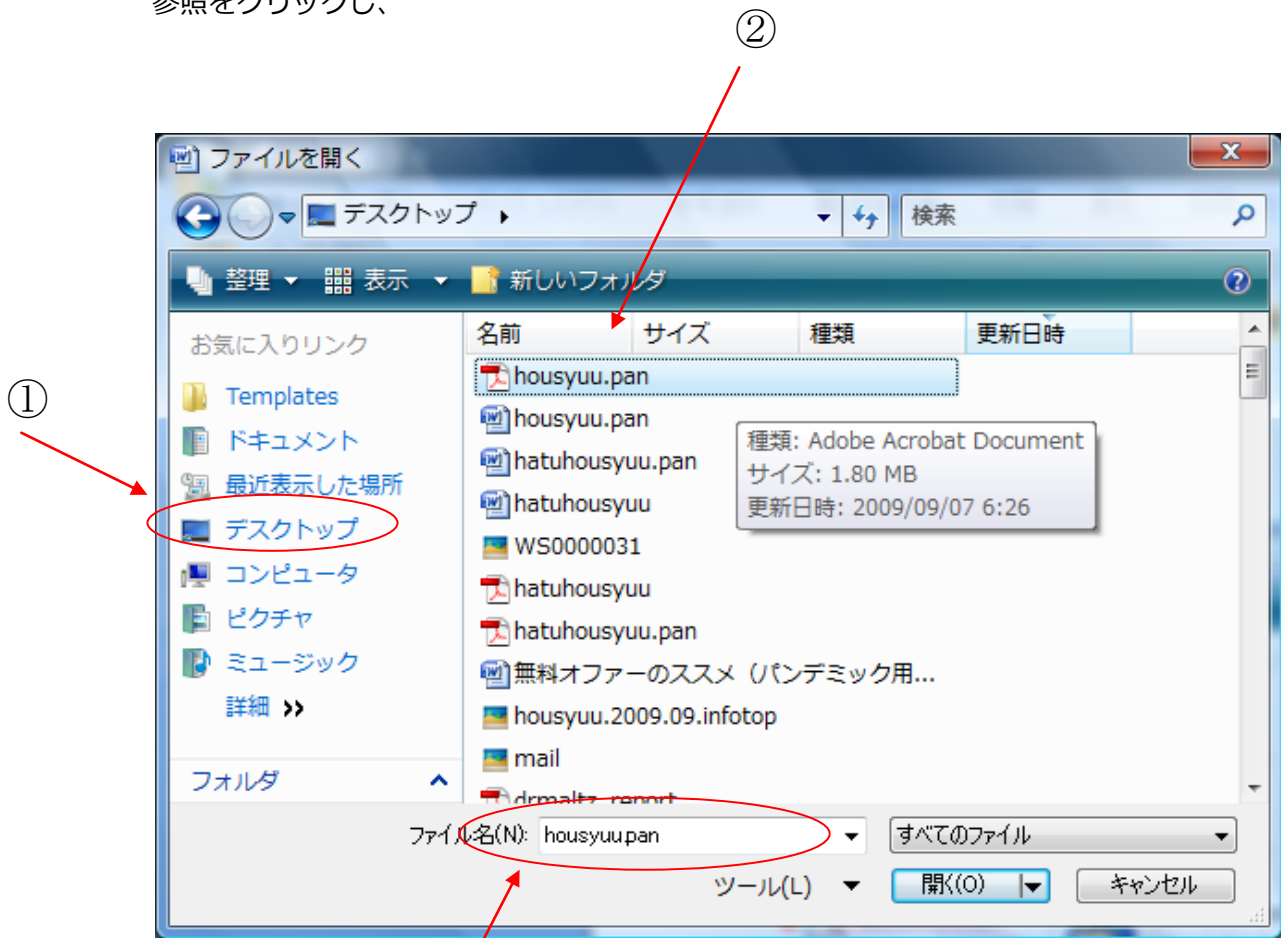 参照をクリックし、
②
ファイルを開く
デスクトップ
検索
整理 表示 新しいフォルダ
お気に入りリンク
Templates
ドキュメント
最近表示した場所
デスクトップ
コンピュータ
ピクチャ
ミュージック
詳細 >>
フォルダ
①
名前 サイズ 種類 更新日時
housyuu.pan
housyuu.pan
hatuhousyuu.pan
hatuhousyuu
WS0000031
hatuhousyuu
hatuhousyuu.pan
無料オファーのススメ（パンデミック用...
housyuu.2009.09.infotop
mail
drmaltz_report
種類: Adobe Acrobat Document
サイズ: 1.80 MB
更新日時: 2009/09/07 6:26
ファイル名(N): housyuu.pan
すべてのファイル
ツール(L) 開く(O) キャンセル